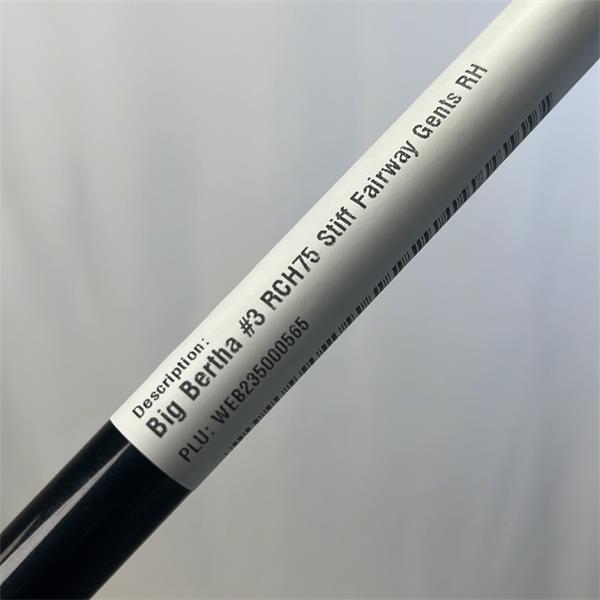 Description:
Big Bertha #3 RCH75 Stiff Fairway Gents RH
PLU: WEB235000565